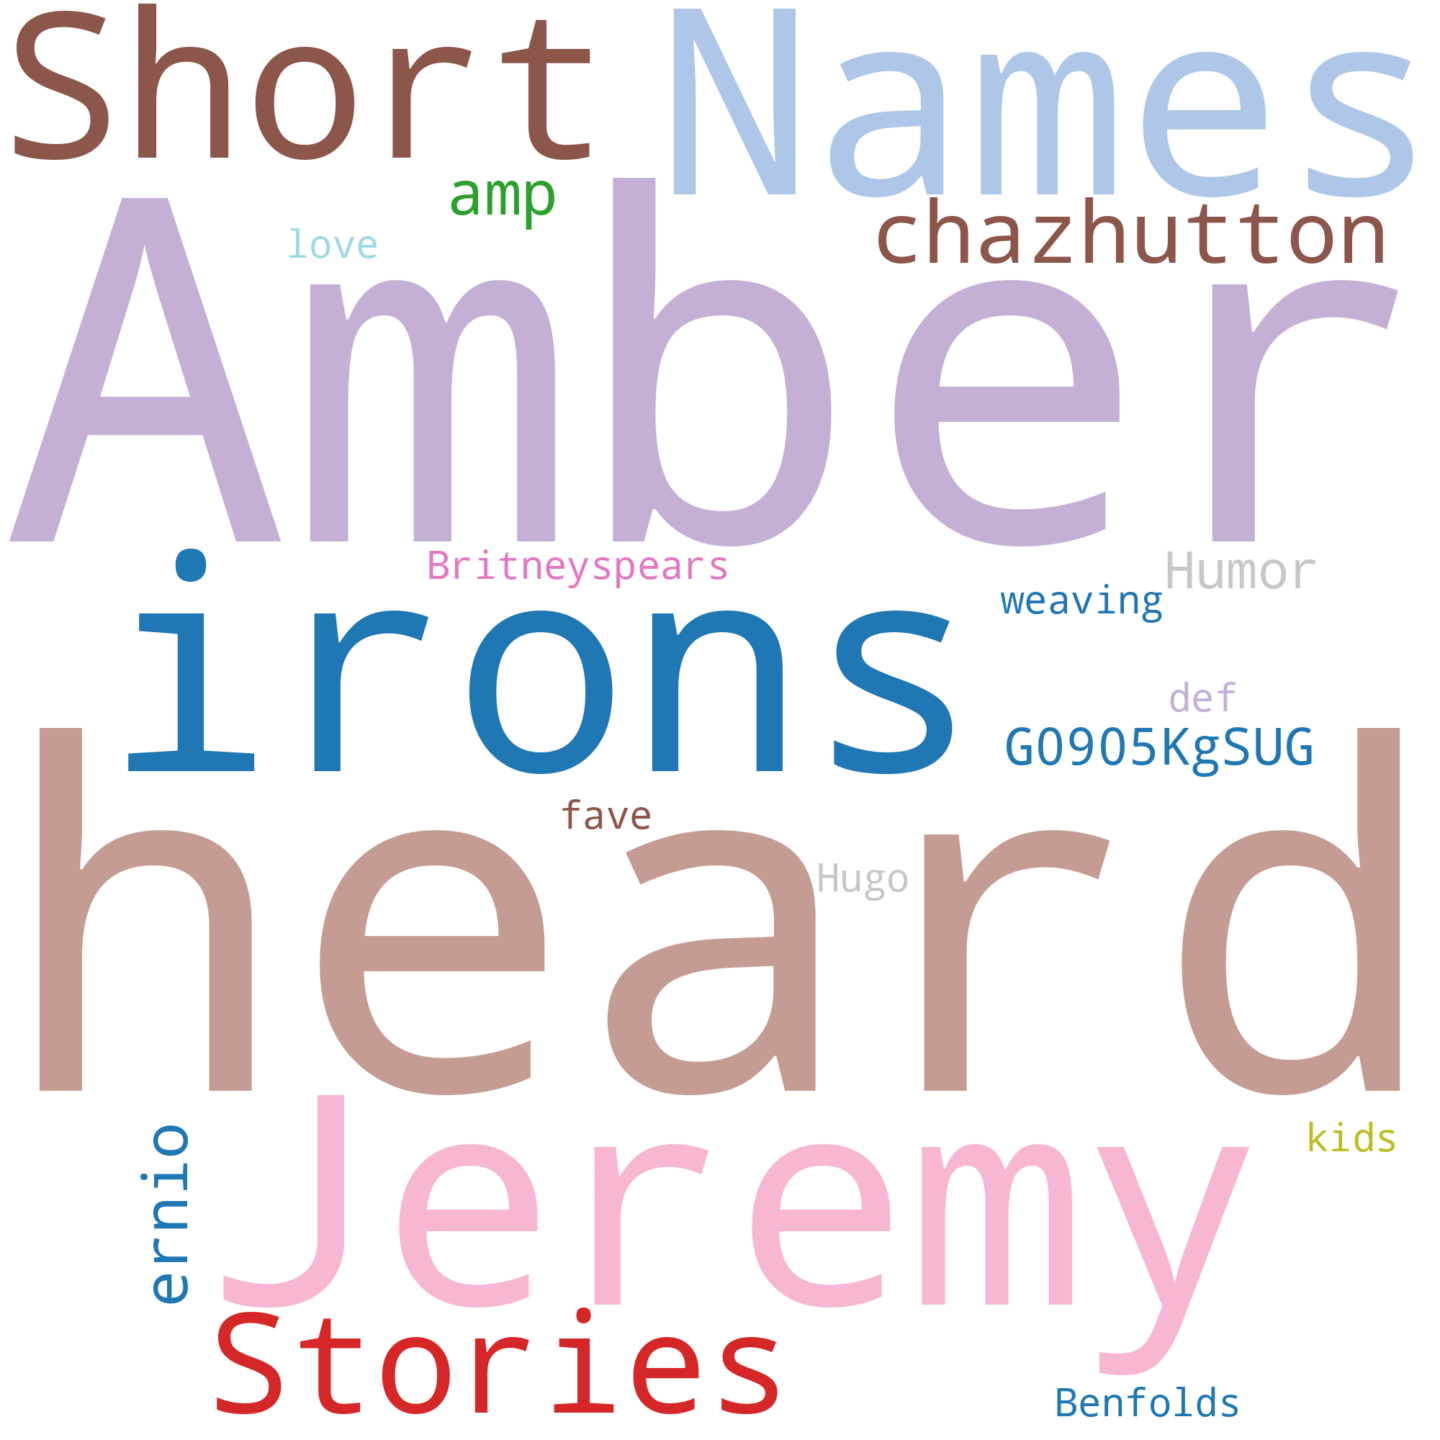 Short Names
amp
chazhutton
love
Amber
Britneyspears
Humor
weaving
irons
def
G0905KgSUG
fave
Hugo
heard
kids
ernio
Jeremy
Stories
Benfolds